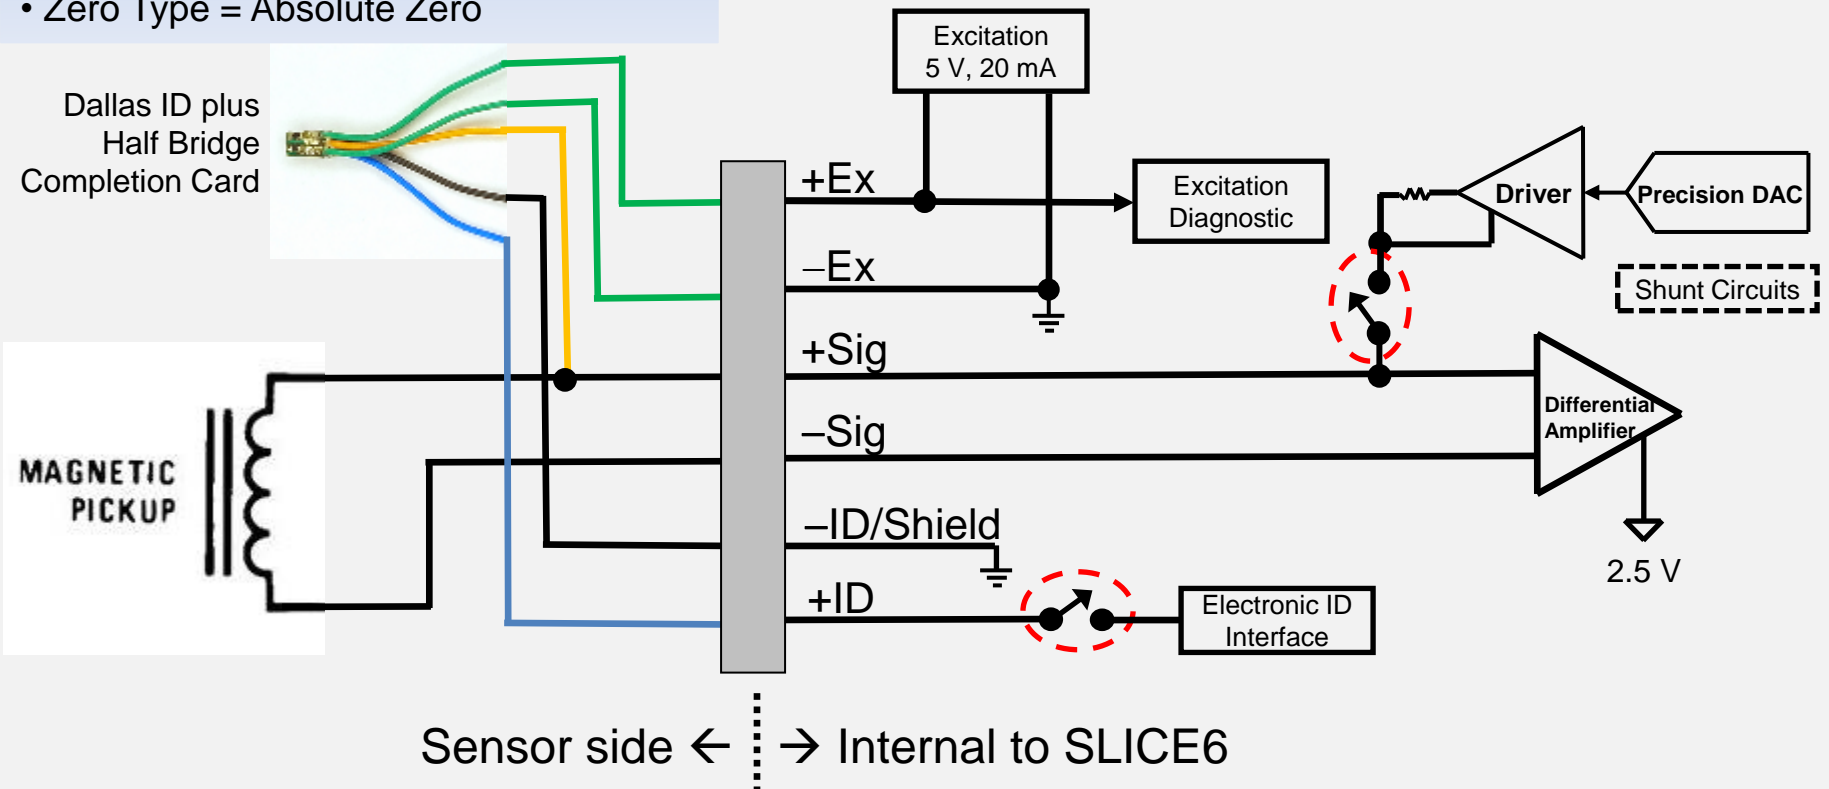 • Zero Type = Absolute Zero
Dallas ID plus
Half Bridge
Completion Card
Excitation
5 V, 20 mA
+Ex
Excitation
Diagnostic
Driver
Precision DAC
–Ex
Shunt Circuits
+Sig
–Sig
Differential
Amplifier
MAGNETIC
PICKUP
–ID/Shield
2.5 V
+ID
Electronic ID
Interface
Sensor side ← → Internal to SLICE6